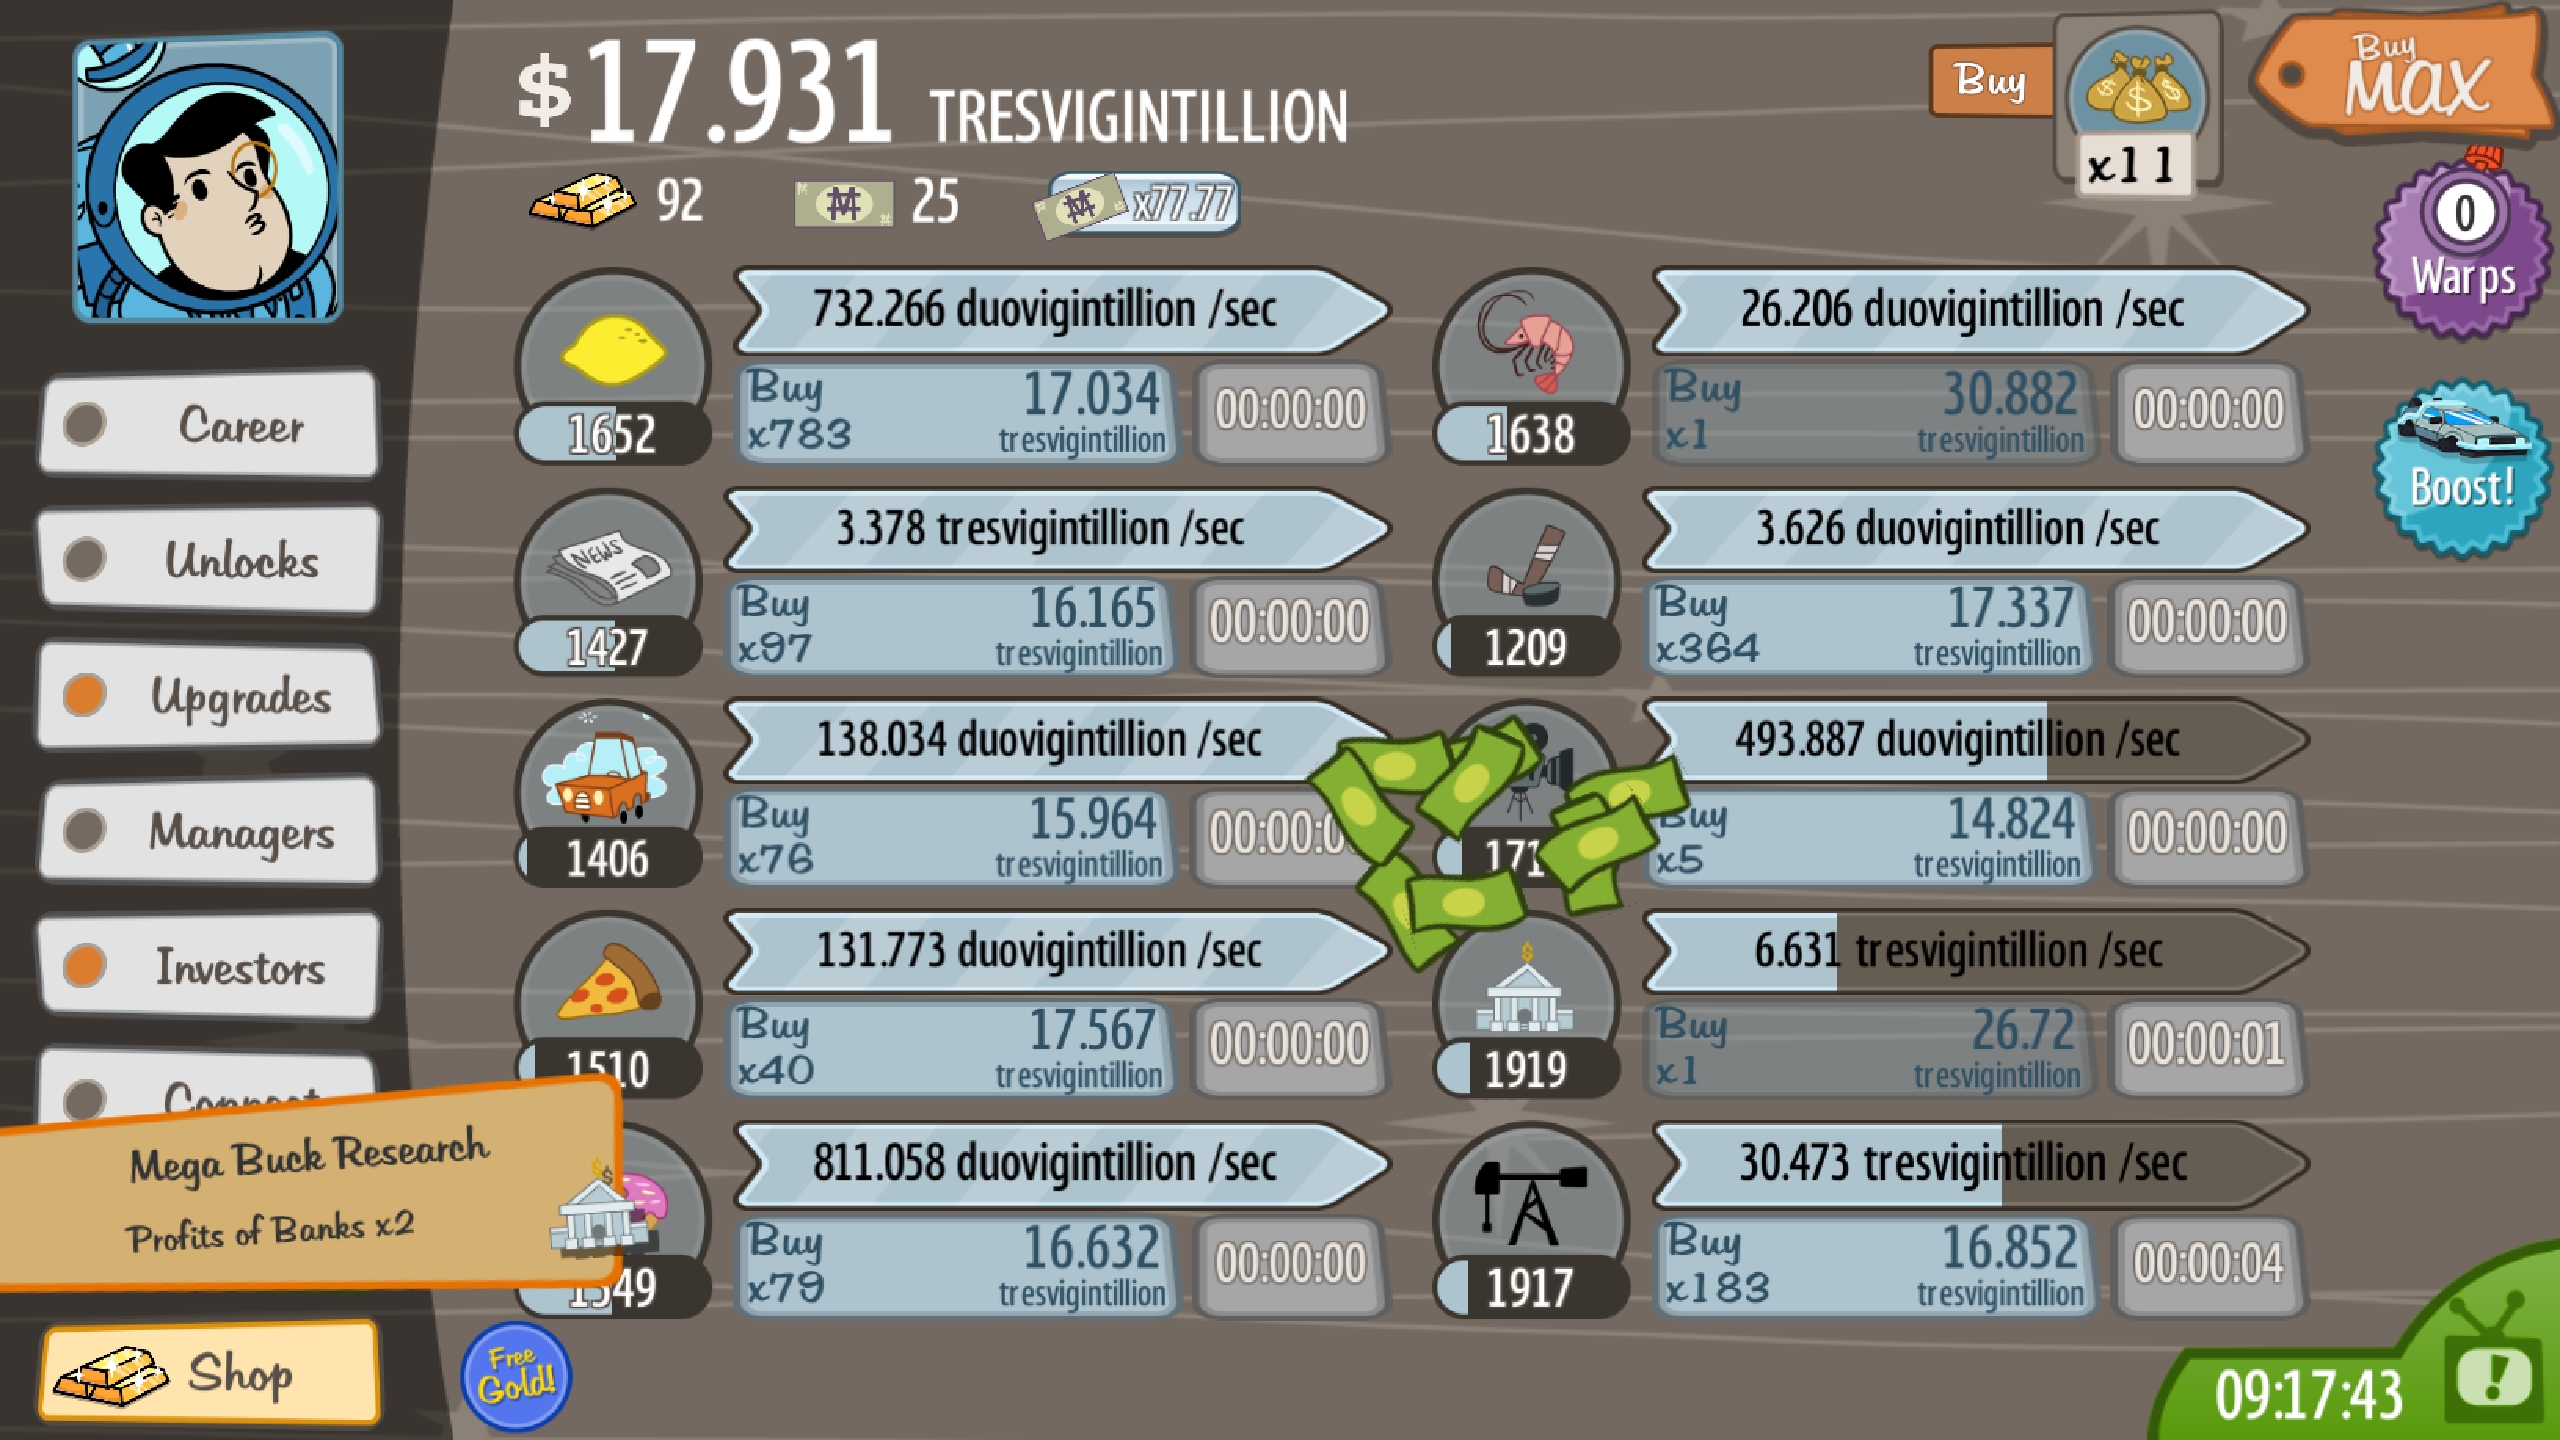 $17.931 TRESVIGINTILLION
92 25 x77.77
Buy
x11
Buy
MAX
0
Warps
Boost!
Career
Unlocks
Upgrades
Managers
Investors
Connect
Mega Buck Research
Profits of Banks x2
Shop
Free
Gold!
732.266 duovigintillion /sec
1652
Buy 17.034
x783 tresvigintillion
00:00:00
3.378 tresvigintillion /sec
NEWS
1427
Buy 16.165
x97 tresvigintillion
00:00:00
138.034 duovigintillion /sec
1406
Buy 15.964
x76 tresvigintillion
00:00:0
131.773 duovigintillion /sec
1510
Buy 17.567
x40 tresvigintillion
00:00:00
811.058 duovigintillion /sec
1549
Buy 16.632
x79 tresvigintillion
00:00:00
26.206 duovigintillion /sec
1638
Buy 30.882
x1 tresvigintillion
00:00:00
3.626 duovigintillion /sec
1209
Buy 17.337
x364 tresvigintillion
00:00:00
493.887 duovigintillion /sec
171
Buy 14.824
x5 tresvigintillion
00:00:00
6.631 tresvigintillion /sec
1919
Buy 26.72
x1 tresvigintillion
00:00:01
30.473 tresvigintillion /sec
1917
Buy 16.852
x183 tresvigintillion
00:00:04
09:17:43